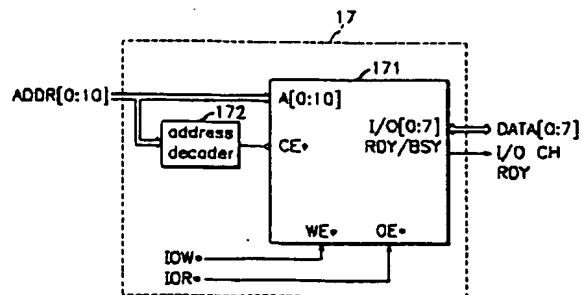 17
171
ADDR[0:10]
A[0:10]
172
address
decoder
CE*
I/O[0:7]
RDY/BSY
DATA[0:7]
I/O CH
RDY
WE*
OE*
IOW*
IOR*